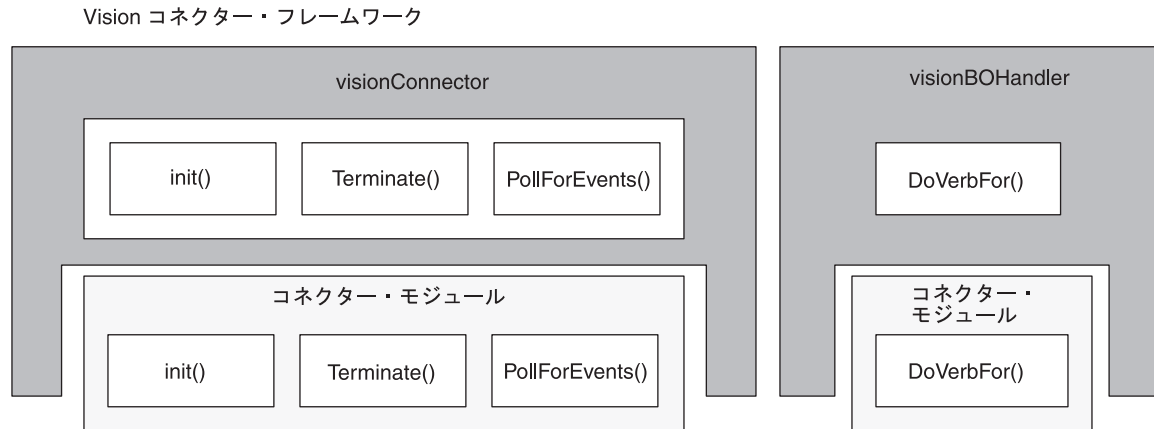 Vision コネクター・フレームワーク
visionConnector
init()
Terminate()
PollForEvents()
コネクター・モジュール
init()
Terminate()
PollForEvents()
visionBOHandler
DoVerbFor()
コネクター・
モジュール
DoVerbFor()